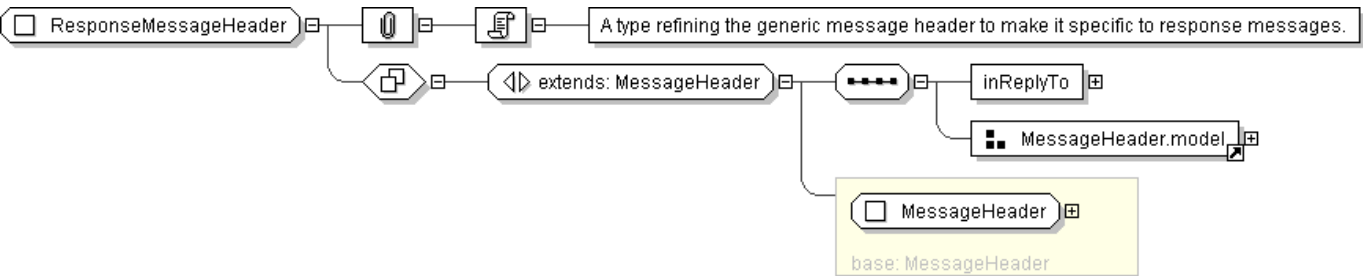 ResponseMessageHeader
A type refining the generic message header to make it specific to response messages.
extends: MessageHeader
inReplyTo
MessageHeader.model
MessageHeader
base: MessageHeader